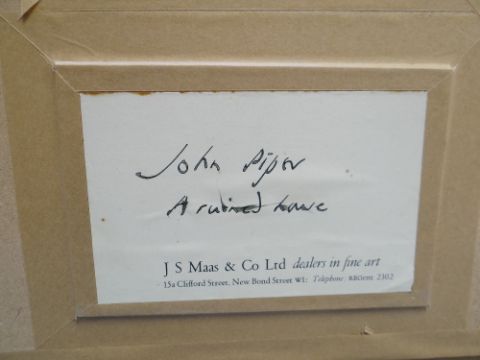 John Piper
A ruined house
J S Maas & Co Ltd dealers in fine art
15a Clifford Street, New Bond Street W1: Telephone: REGent 2302